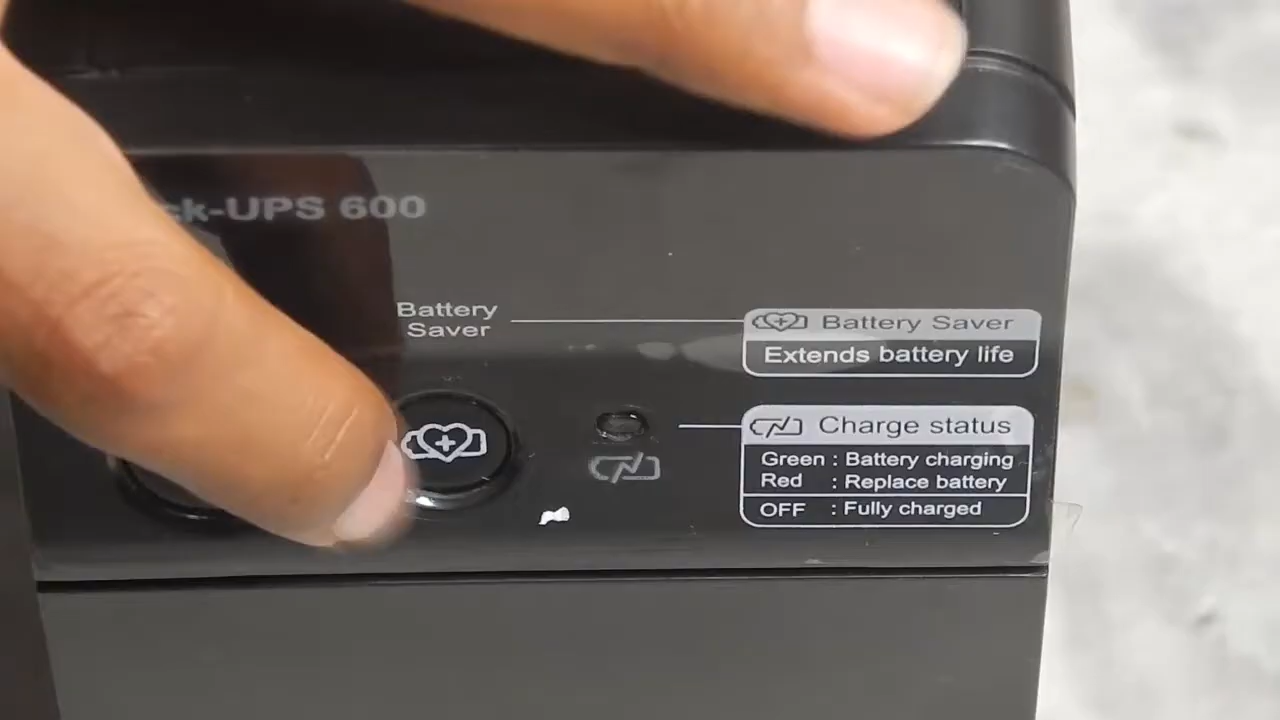 ck-UPS 600
Battery
Saver
Battery Saver
Extends battery life
Charge status
Green : Battery charging
Red : Replace battery
OFF : Fully charged